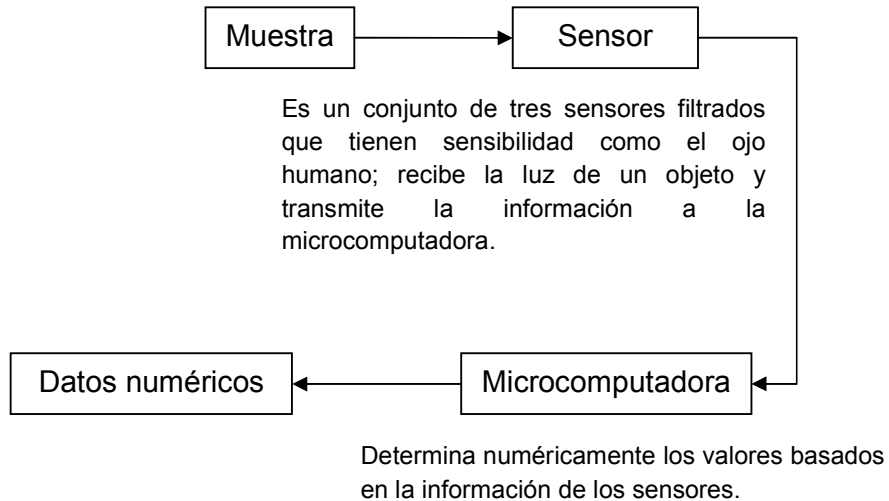 Muestra
Sensor
Es un conjunto de tres sensores filtrados
que tienen sensibilidad como el ojo
humano; recibe la luz de un objeto y
transmite la información a la
microcomputadora.
Datos numéricos
Microcomputadora
Determina numéricamente los valores basados
en la información de los sensores.